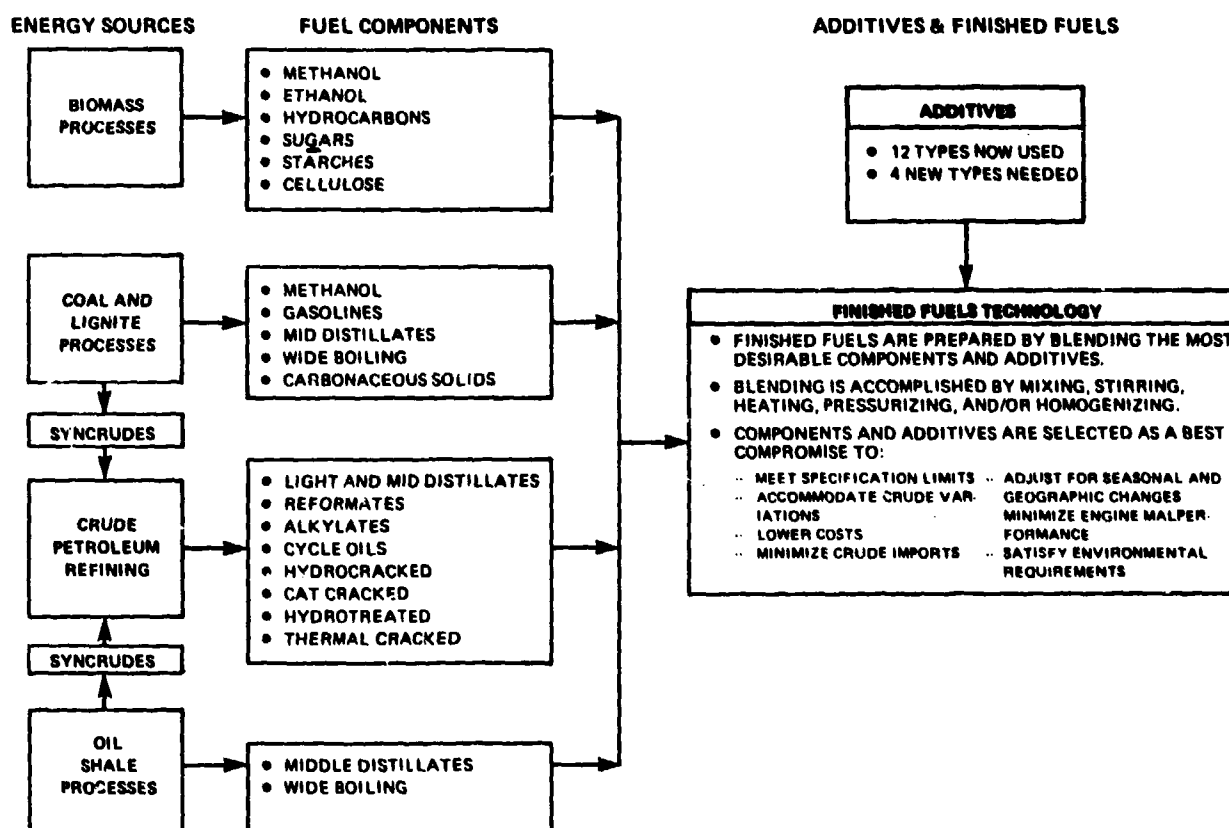 ENERGY SOURCES
FUEL COMPONENTS
ADDITIVES & FINISHED FUELS
BIOMASS
PROCESSES
● METHANOL
● ETHANOL
● HYDROCARBONS
● SUGARS
● STARCHES
● CELLULOSE
ADDITIVES
● 12 TYPES NOW USED
● 4 NEW TYPES NEEDED
COAL AND
LIGNITE
PROCESSES
● METHANOL
● GASOLINES
● MID DISTILLATES
● WIDE BOILING
● CARBONACEOUS SOLIDS
SYNCRUDES
CRUDE
PETROLEUM
REFINING
● LIGHT AND MID DISTILLATES
● REFORMATES
● ALKYLATES
● CYCLE OILS
● HYDROCRACKED
● CAT CRACKED
● HYDROTREATED
● THERMAL CRACKED
SYNCRUDES
OIL
SHALE
PROCESSES
● MIDDLE DISTILLATES
● WIDE BOILING
FINISHED FUELS TECHNOLOGY
● FINISHED FUELS ARE PREPARED BY BLENDING THE MOST
DESIRABLE COMPONENTS AND ADDITIVES.
● BLENDING IS ACCOMPLISHED BY MIXING, STIRRING,
HEATING, PRESSURIZING, AND/OR HOMOGENIZING.
● COMPONENTS AND ADDITIVES ARE SELECTED AS A BEST
COMPROMISE TO:
·· MEET SPECIFICATION LIMITS
·· ACCOMMODATE CRUDE VAR-
IATIONS
·· LOWER COSTS
·· MINIMIZE CRUDE IMPORTS
·· ADJUST FOR SEASONAL AND
GEOGRAPHIC CHANGES
MINIMIZE ENGINE MALPER-
FORMANCE
·· SATISFY ENVIRONMENTAL
REQUIREMENTS